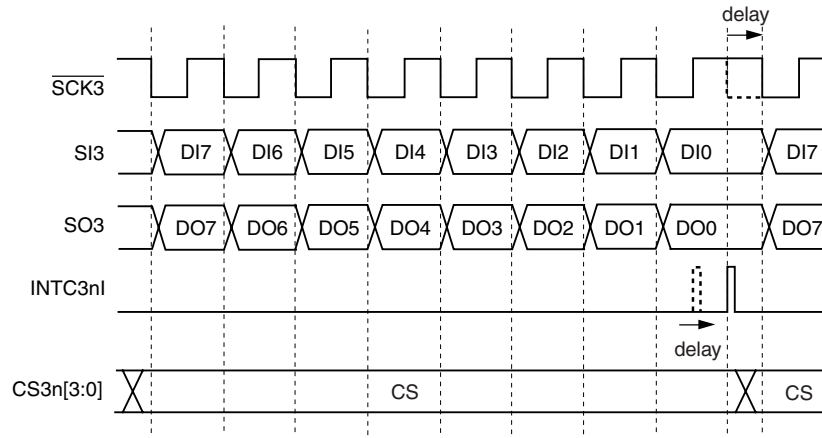 delay
SCK3
SI3 DI7 DI6 DI5 DI4 DI3 DI2 DI1 DI0 DI7
SO3 DO7 DO6 DO5 DO4 DO3 DO2 DO1 DO0 DO7
INTC3nI
delay
CS3n[3:0] CS CS